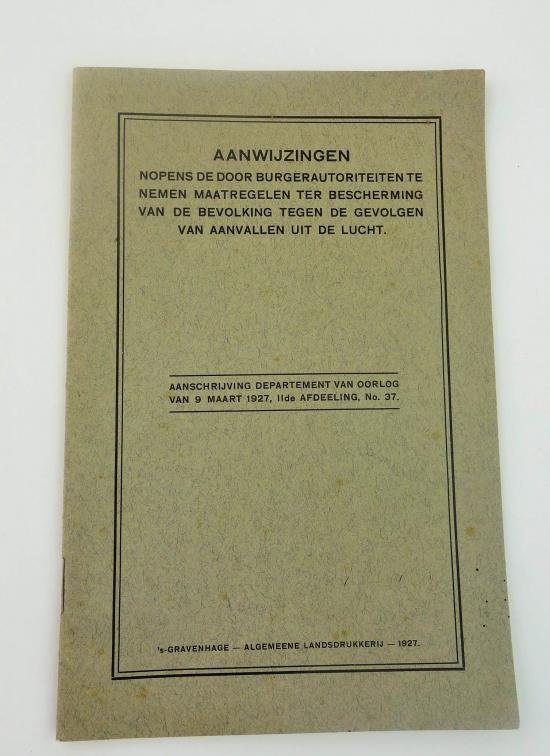 AANWIJZINGEN
NOPENS DE DOOR BURGERAUTORITEITEN TE
NEMEN MAATREGELEN TER BESCHERMING
VAN DE BEVOLKING TEGEN DE GEVOLGEN
VAN AANVALLEN UIT DE LUCHT.
AANSCHRIJVING DEPARTEMENT VAN OORLOG
VAN 9 MAART 1927, IIde AFDEELING, No. 37.
's-GRAVENHAGE — ALGEMEENE LANDSDRUKKERIJ — 1927.